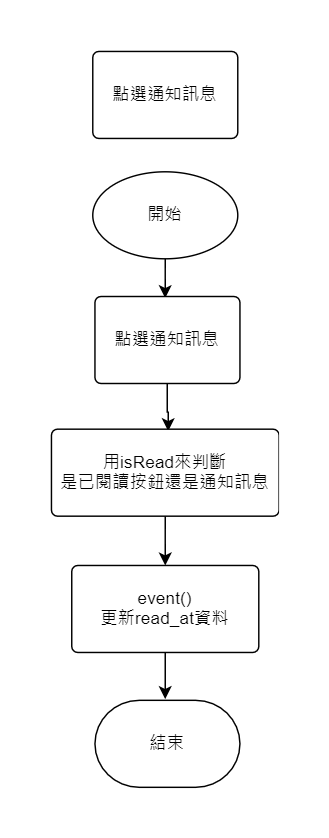 點選通知訊息
開始
點選通知訊息
用isRead來判斷
是已閱讀按鈕還是通知訊息
event()
更新read_at資料
結束